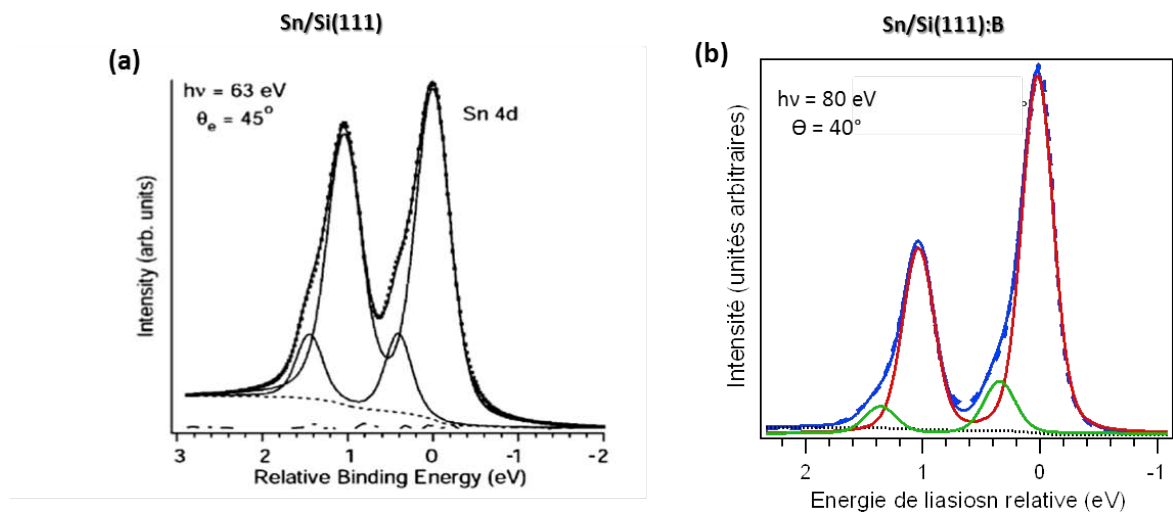 Sn/Si(111)
(a)
hν = 63 eV
θe = 45°
Sn 4d
Intensity (arb. units)
3 2 1 0 -1 -2
Relative Binding Energy (eV)
Sn/Si(111):B
(b)
hν = 80 eV
Θ = 40°
Intensité (unités arbitraires)
2 1 0 -1
Energie de liasiosn relative (eV)